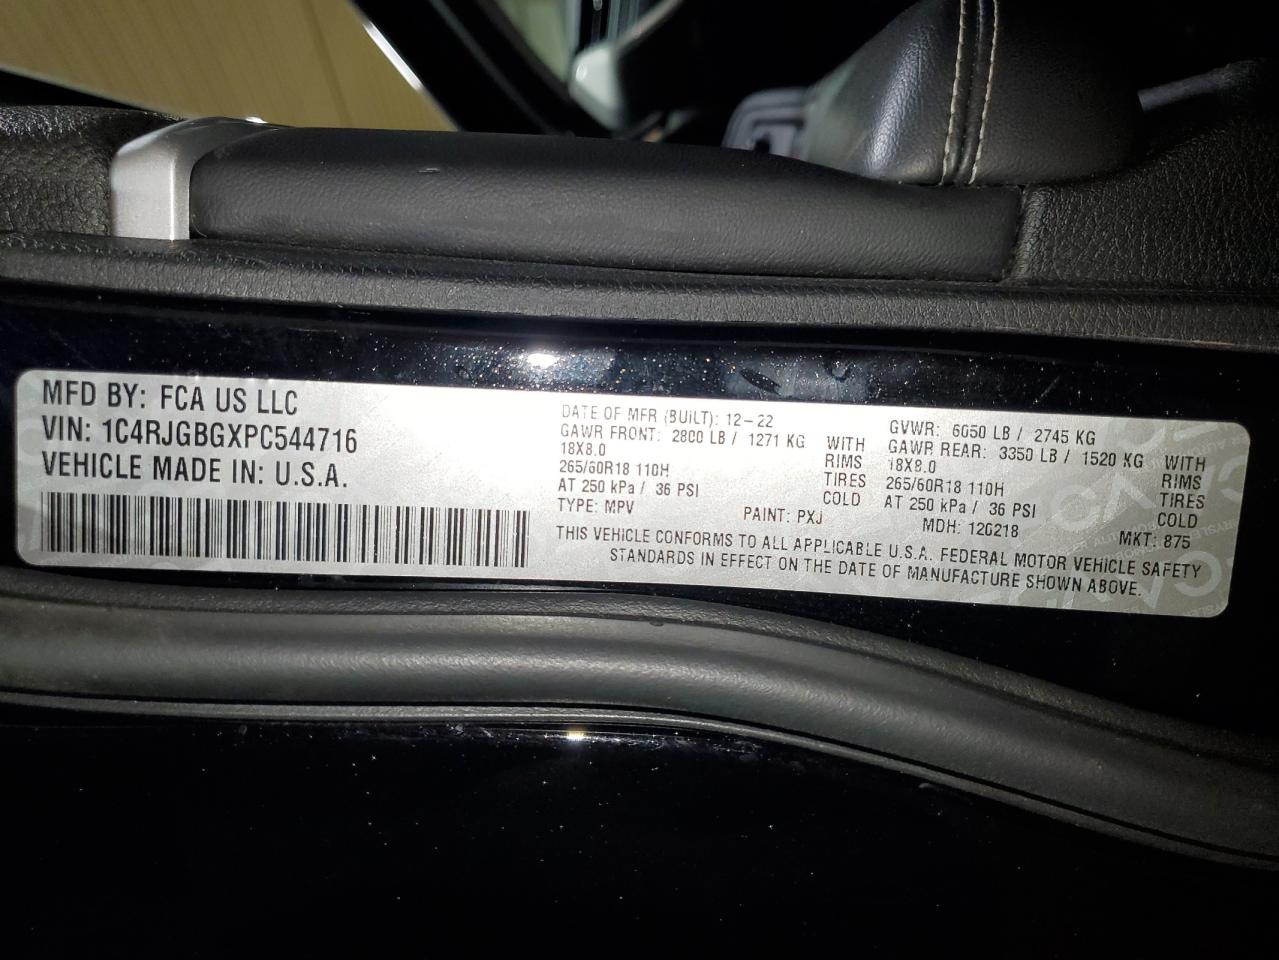 MFD BY: FCA US LLC
VIN: 1C4RJGBGXPC544716
VEHICLE MADE IN: U.S.A.
DATE OF MFR (BUILT): 12-22
GAWR FRONT: 2800 LB / 1271 KG WITH
18X8.0 RIMS
265/60R18 110H TIRES
AT 250 kPa / 36 PSI COLD
TYPE: MPV PAINT: PXJ
GVWR: 6050 LB / 2745 KG
GAWR REAR: 3350 LB / 1520 KG WITH
18X8.0 RIMS
265/60R18 110H TIRES
AT 250 kPa / 36 PSI COLD
MDH: 120218 MKT: 875
THIS VEHICLE CONFORMS TO ALL APPLICABLE U.S.A. FEDERAL MOTOR VEHICLE SAFETY
STANDARDS IN EFFECT ON THE DATE OF MANUFACTURE SHOWN ABOVE.